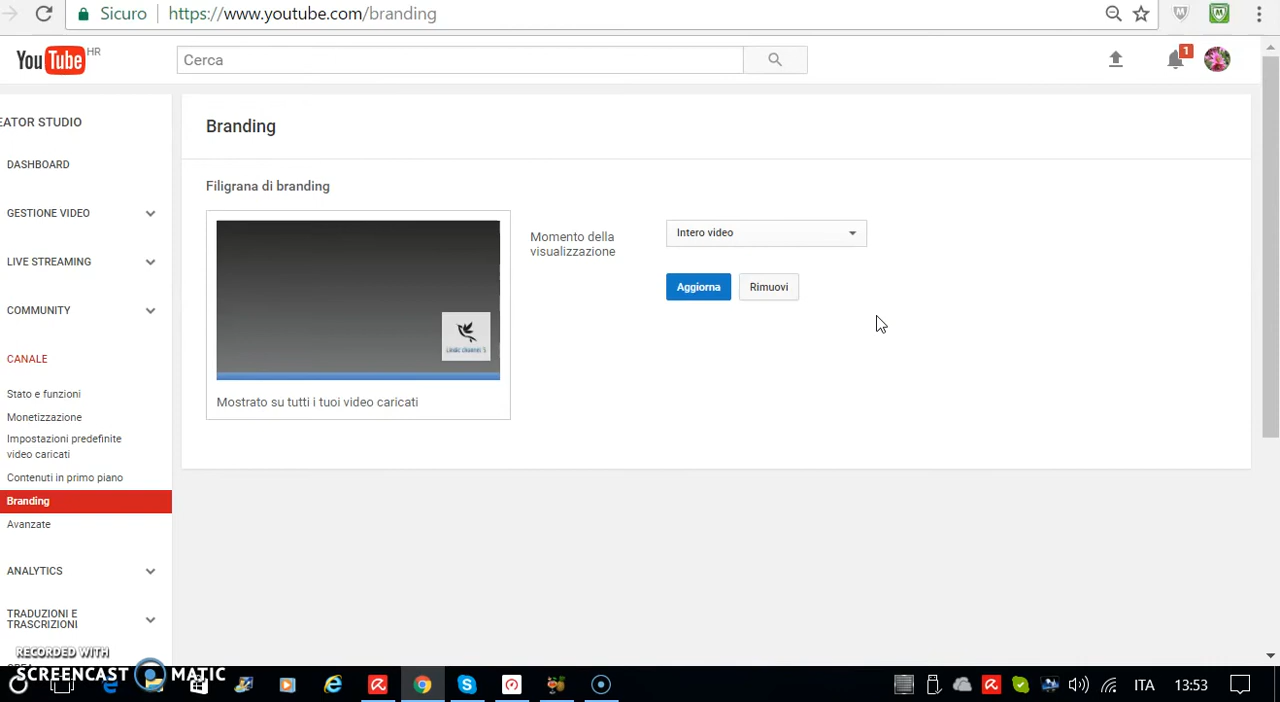 Sicuro https://www.youtube.com/branding
YouTube HR
Cerca
1
EATOR STUDIO
DASHBOARD
GESTIONE VIDEO
LIVE STREAMING
COMMUNITY
CANALE
Stato e funzioni
Monetizzazione
Impostazioni predefinite
video caricati
Contenuti in primo piano
Branding
Avanzate
ANALYTICS
TRADUZIONI E
TRASCRIZIONI
Branding
Filigrana di branding
Mostrato su tutti i tuoi video caricati
Momento della
visualizzazione
Intero video
Aggiorna Rimuovi
RECORDED WITH
SCREENCAST MATIC
ITA 13:53